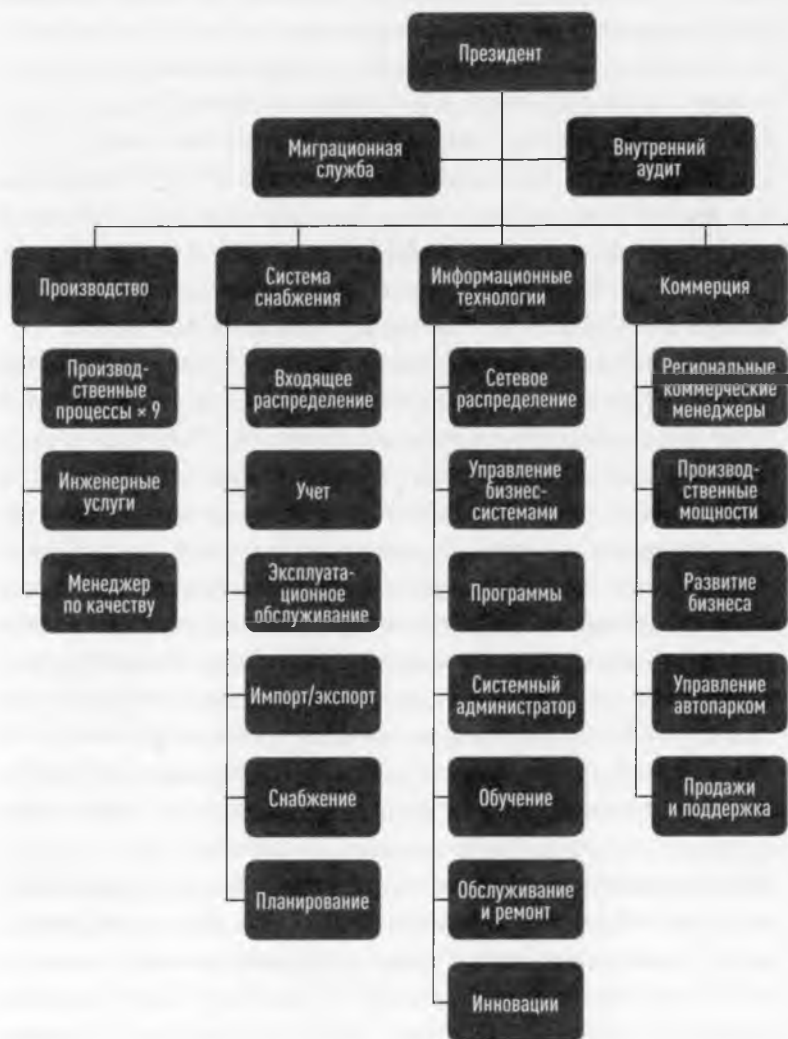 Президент
Миграционная
служба
Внутренний
аудит
Производство
Система
снабжения
Информационные
технологии
Коммерция
Производ-
ственные
процессы × 9
Входящее
распределение
Сетевое
распределение
Региональные
коммерческие
менеджеры
Инженерные
услуги
Учет
Управление
бизнес-
системами
Производ-
ственные
мощности
Менеджер
по качеству
Эксплуата-
ционное
обслуживание
Программы
Развитие
бизнеса
Импорт/экспорт
Системный
администратор
Управление
автопарком
Снабжение
Обучение
Продажи
и поддержка
Планирование
Обслуживание
и ремонт
Инновации